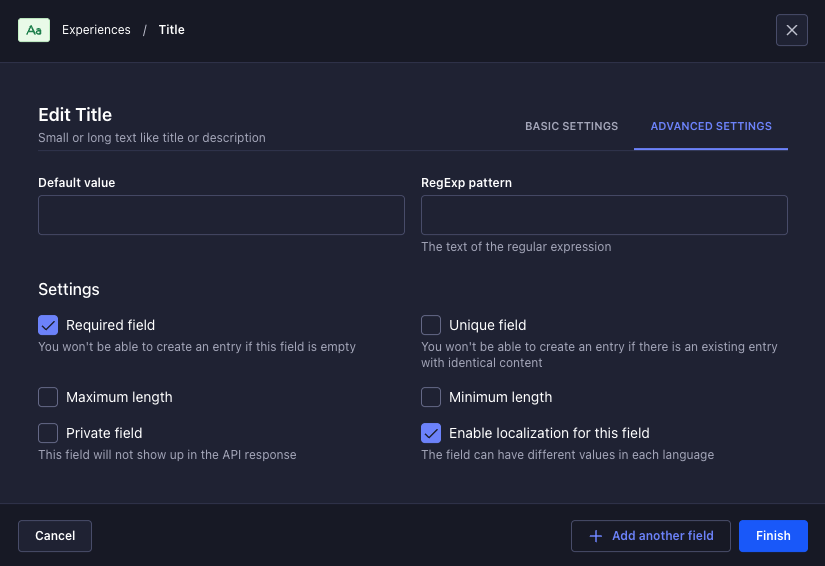 Aa Experiences / Title
Edit Title
Small or long text like title or description
BASIC SETTINGS ADVANCED SETTINGS
Default value
RegExp pattern
The text of the regular expression
Settings
Required field
You won't be able to create an entry if this field is empty
Unique field
You won't be able to create an entry if there is an existing entry
with identical content
Maximum length
Minimum length
Private field
This field will not show up in the API response
Enable localization for this field
The field can have different values in each language
Cancel
Add another field
Finish